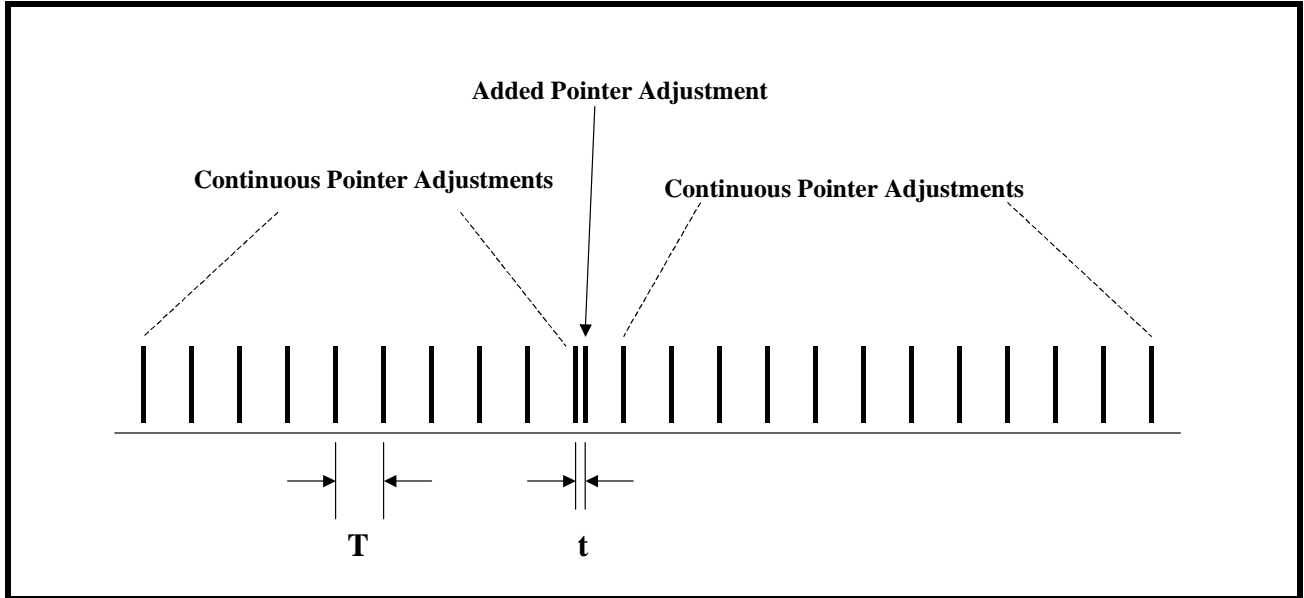 Added Pointer Adjustment
Continuous Pointer Adjustments
Continuous Pointer Adjustments
T
t